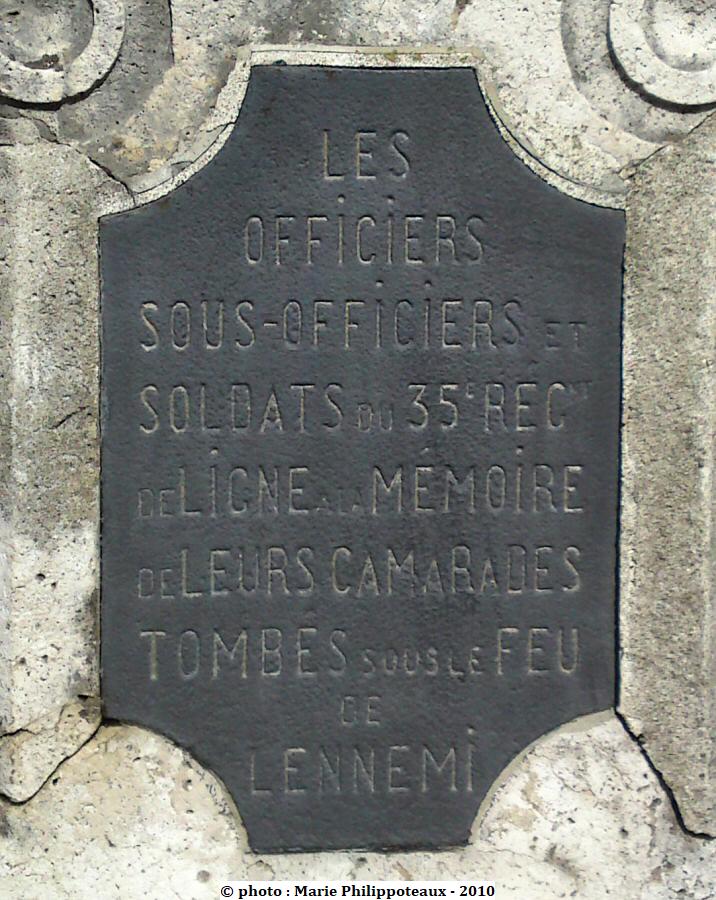 LES
OFFiCiERS
SOUS-OFFiCiERS ET
SOLDATS DU 35E REGNT
DE LiGNE A LA MÉMOiRE
DE LEURS CAMARADES
TOMBES SOUS LE FEU
DE
LENNEMi
© photo : Marie Philippoteaux - 2010